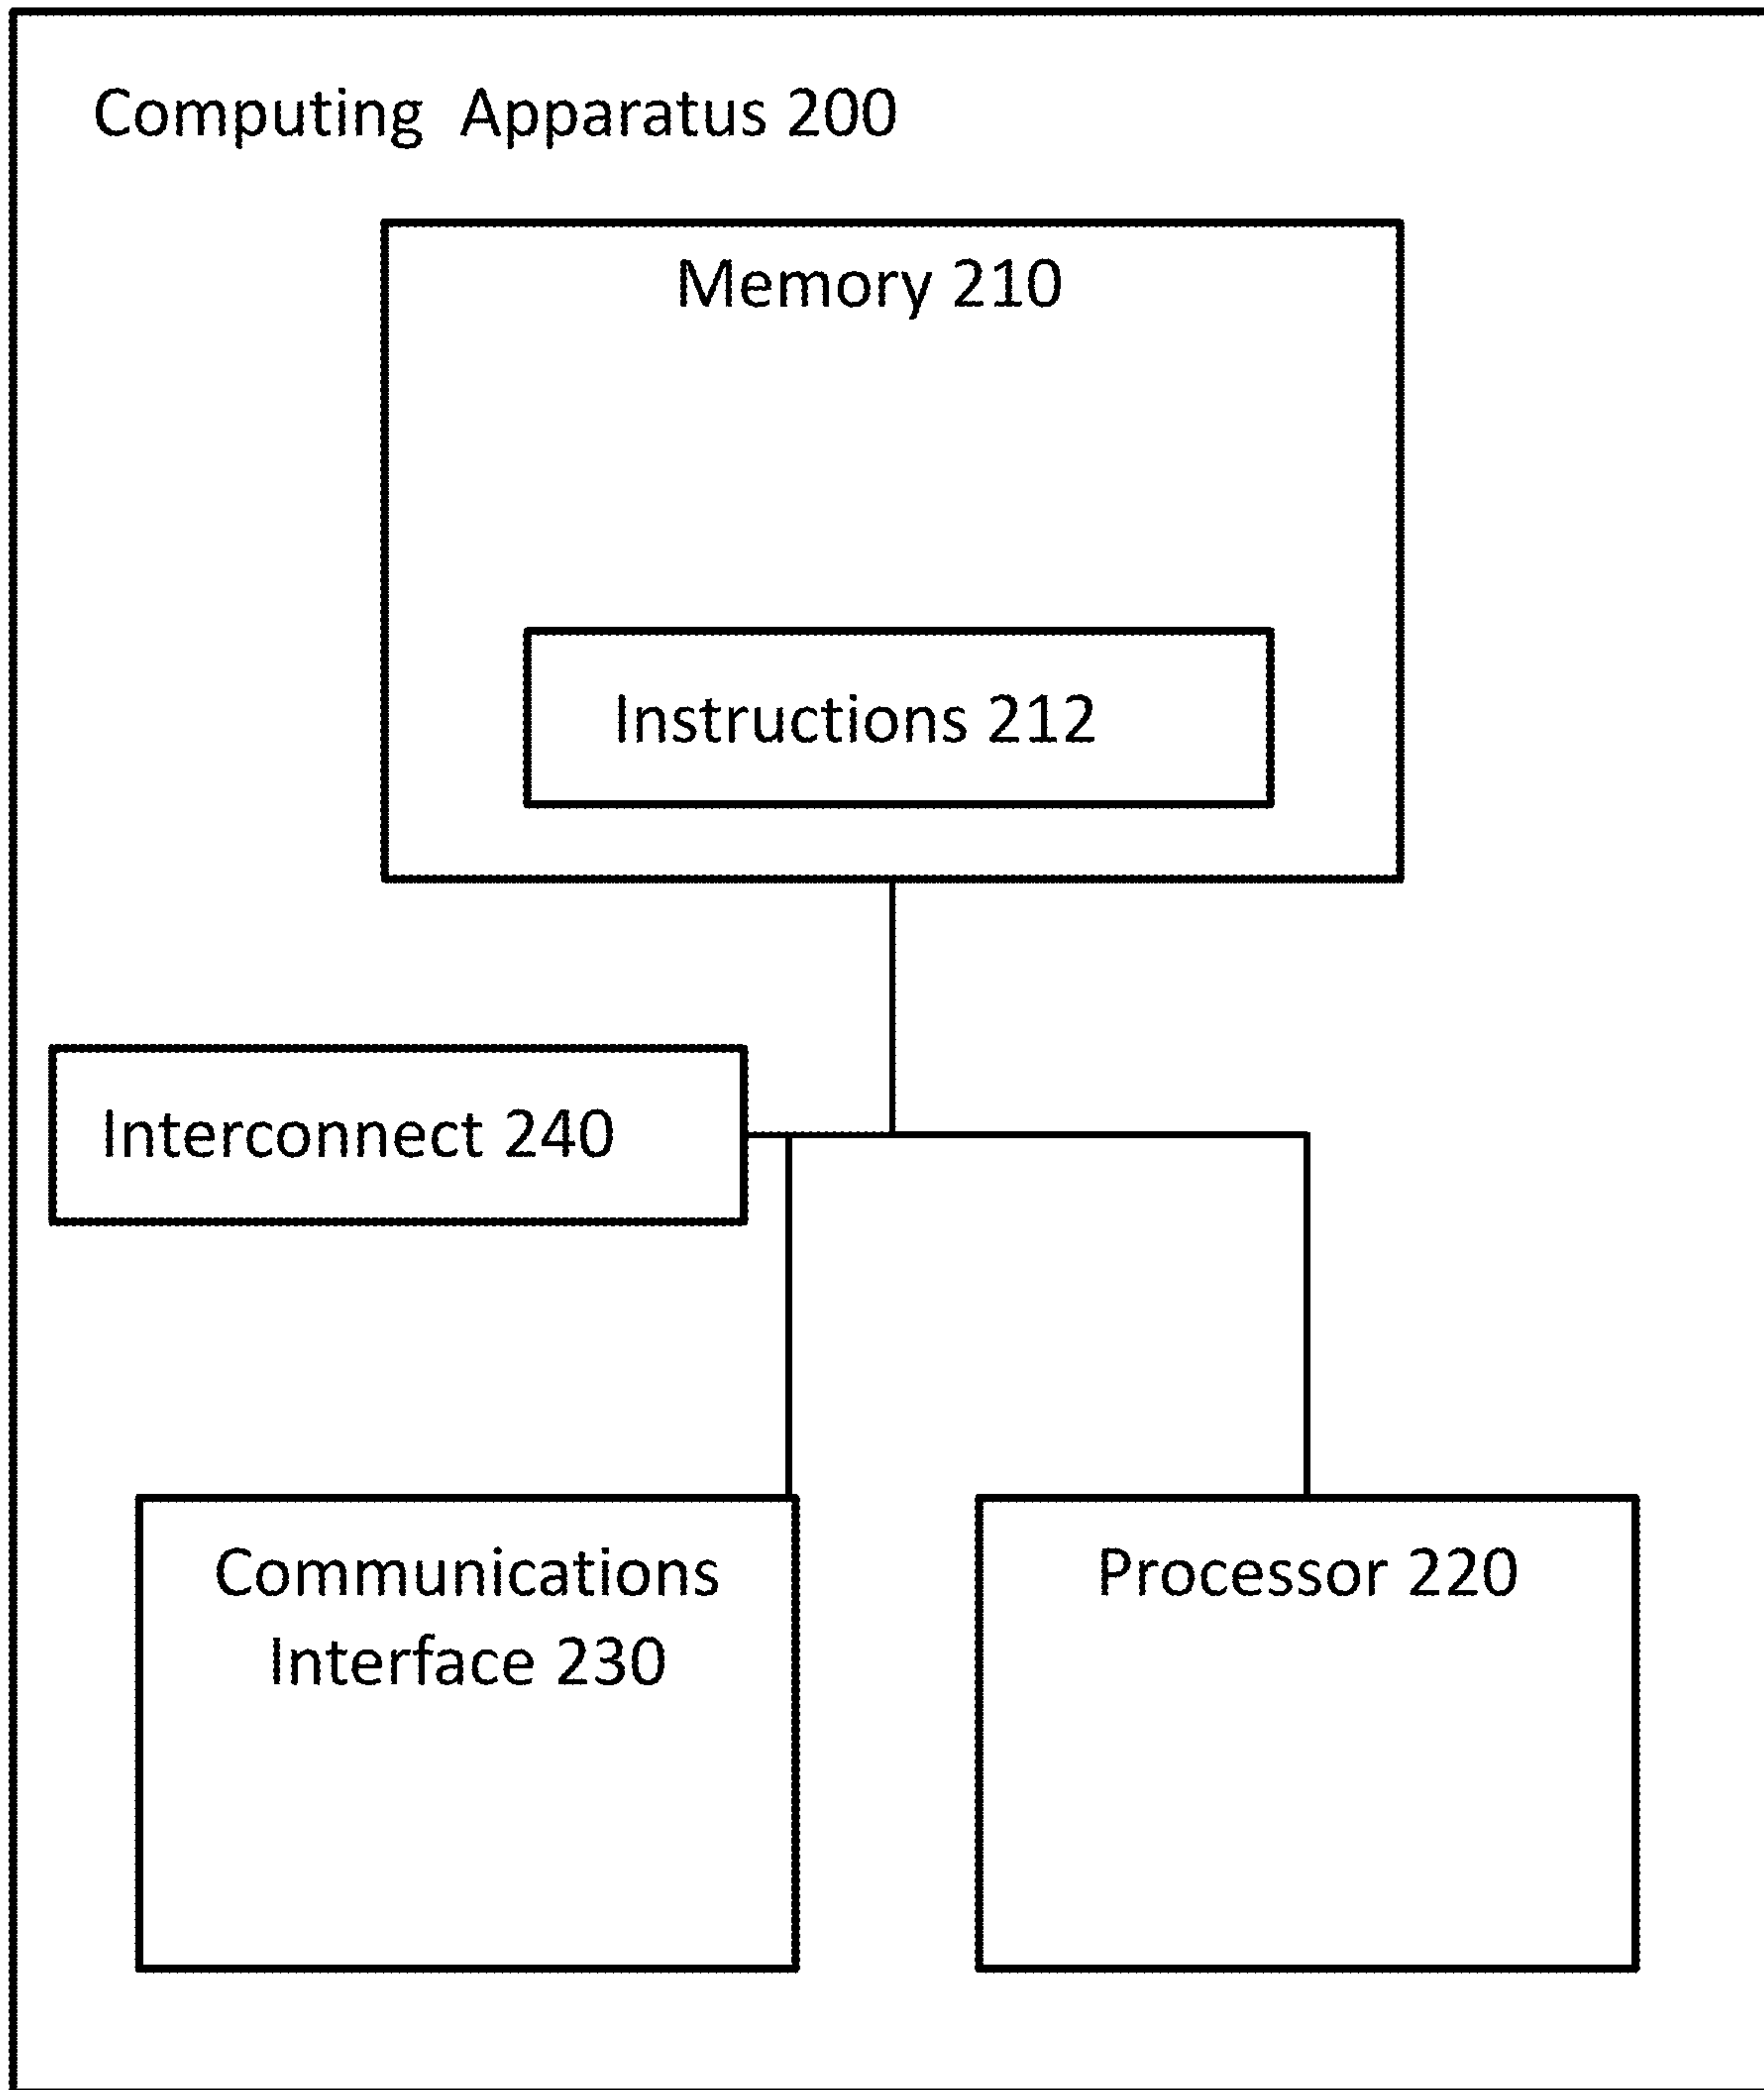 Computing Apparatus 200
Memory 210
Instructions 212
Interconnect 240
Communications
Interface 230
Processor 220